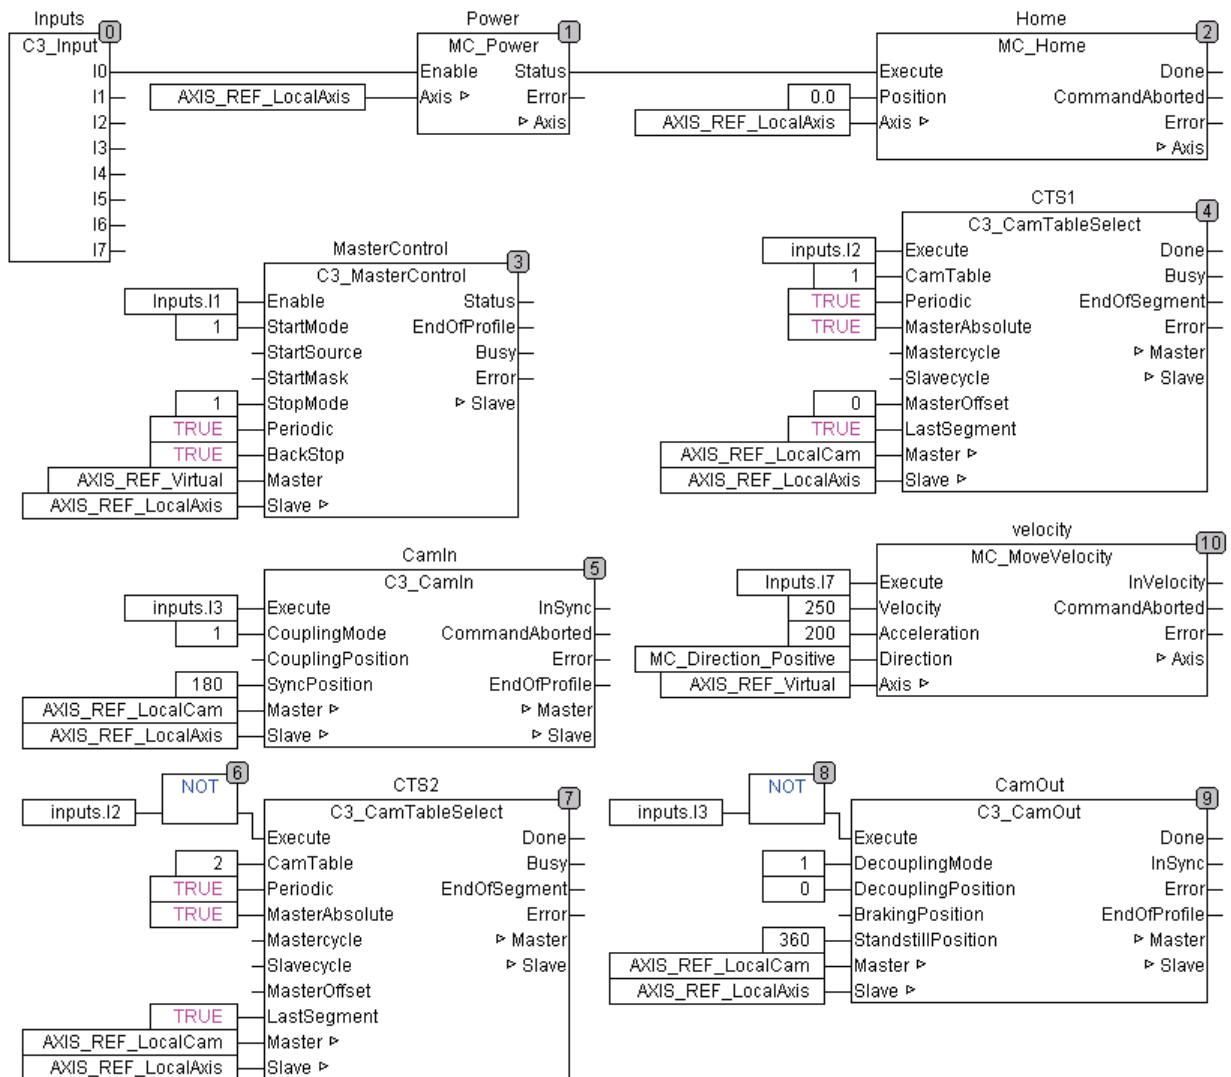 Inputs
0
C3_Input
I0
I1
I2
I3
I4
I5
I6
I7
Power
1
MC_Power
Enable Status
AXIS_REF_LocalAxis Axis Error
Axis
Home
2
MC_Home
Execute Done
0.0 Position CommandAborted
AXIS_REF_LocalAxis Axis Error
Axis
MasterControl
3
C3_MasterControl
Inputs.I1 Enable Status
1 StartMode EndOfProfile
StartSource Busy
StartMask Error
1 StopMode Slave
TRUE Periodic
TRUE BackStop
AXIS_REF_Virtual Master
AXIS_REF_LocalAxis Slave
CTS1
4
C3_CamTableSelect
inputs.I2 Execute Done
1 CamTable Busy
TRUE Periodic EndOfSegment
TRUE MasterAbsolute Error
Mastercycle Master
Slavecycle Slave
0 MasterOffset
TRUE LastSegment
AXIS_REF_LocalCam Master
AXIS_REF_LocalAxis Slave
CamIn
5
C3_CamIn
inputs.I3 Execute InSync
1 CouplingMode CommandAborted
CouplingPosition Error
180 SyncPosition EndOfProfile
AXIS_REF_LocalCam Master Master
AXIS_REF_LocalAxis Slave Slave
velocity
10
MC_MoveVelocity
Inputs.I7 Execute InVelocity
250 Velocity CommandAborted
200 Acceleration Error
MC_Direction_Positive Direction Axis
AXIS_REF_Virtual Axis
6
NOT
inputs.I2
CTS2
7
C3_CamTableSelect
Execute Done
2 CamTable Busy
TRUE Periodic EndOfSegment
TRUE MasterAbsolute Error
Mastercycle Master
Slavecycle Slave
MasterOffset
TRUE LastSegment
AXIS_REF_LocalCam Master
AXIS_REF_LocalAxis Slave
8
NOT
inputs.I3
CamOut
9
C3_CamOut
Execute Done
1 DecouplingMode InSync
0 DecouplingPosition Error
BrakingPosition EndOfProfile
360 StandstillPosition Master
AXIS_REF_LocalCam Master Slave
AXIS_REF_LocalAxis Slave